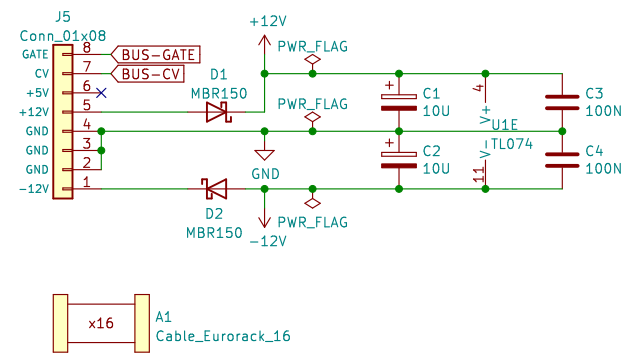 J5
Conn_01x08
GATE 8 BUS-GATE
CV 7 BUS-CV
+5V 6
+12V 5
GND 4
GND 3
GND 2
-12V 1
D1
MBR150
D2
MBR150
+12V
PWR_FLAG
PWR_FLAG
GND
PWR_FLAG
-12V
+
C1
10U
+
C2
10U
4
V+
U1E
TL074
V-
11
C3
100N
C4
100N
x16
A1
Cable_Eurorack_16